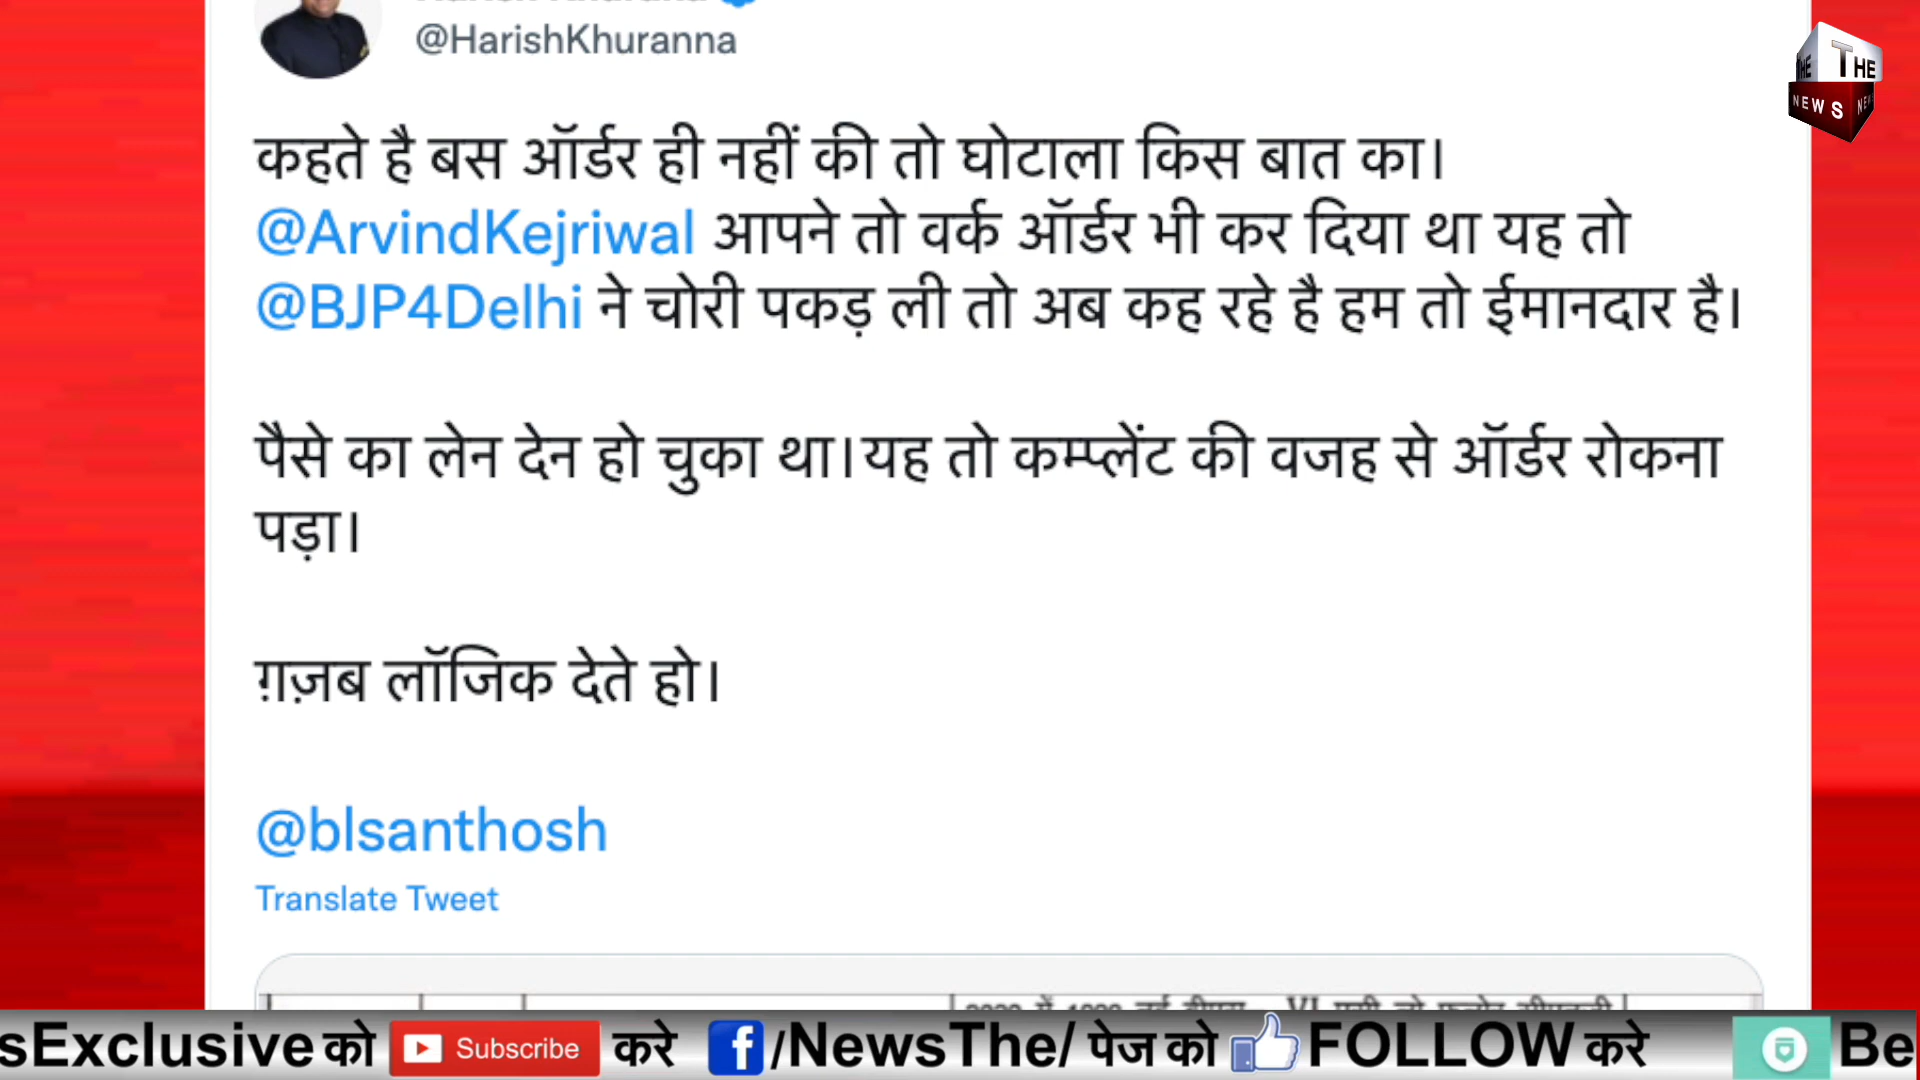 @HarishKhuranna
THE
NEWS
कहते है बस ऑर्डर ही नहीं की तो घोटाला किस बात का।
@ArvindKejriwal आपने तो वर्क ऑर्डर भी कर दिया था यह तो
@BJP4Delhi ने चोरी पकड़ ली तो अब कह रहे है हम तो ईमानदार है।
पैसे का लेन देन हो चुका था।यह तो कम्प्लेंट की वजह से ऑर्डर रोकना
पड़ा।
ग़ज़ब लॉजिक देते हो।
@blsanthosh
Translate Tweet
sExclusive को Subscribe करे f/NewsThe/ पेज को FOLLOW करे Be